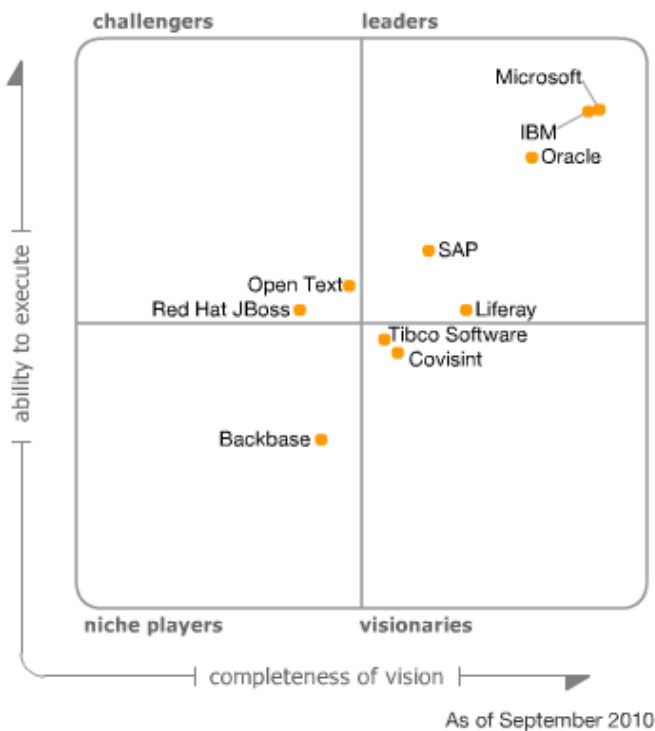 challengers
leaders
Microsoft
IBM
Oracle
SAP
Open Text
Red Hat JBoss
Liferay
Tibco Software
Covisint
Backbase
ability to execute
niche players
visionaries
completeness of vision
As of September 2010